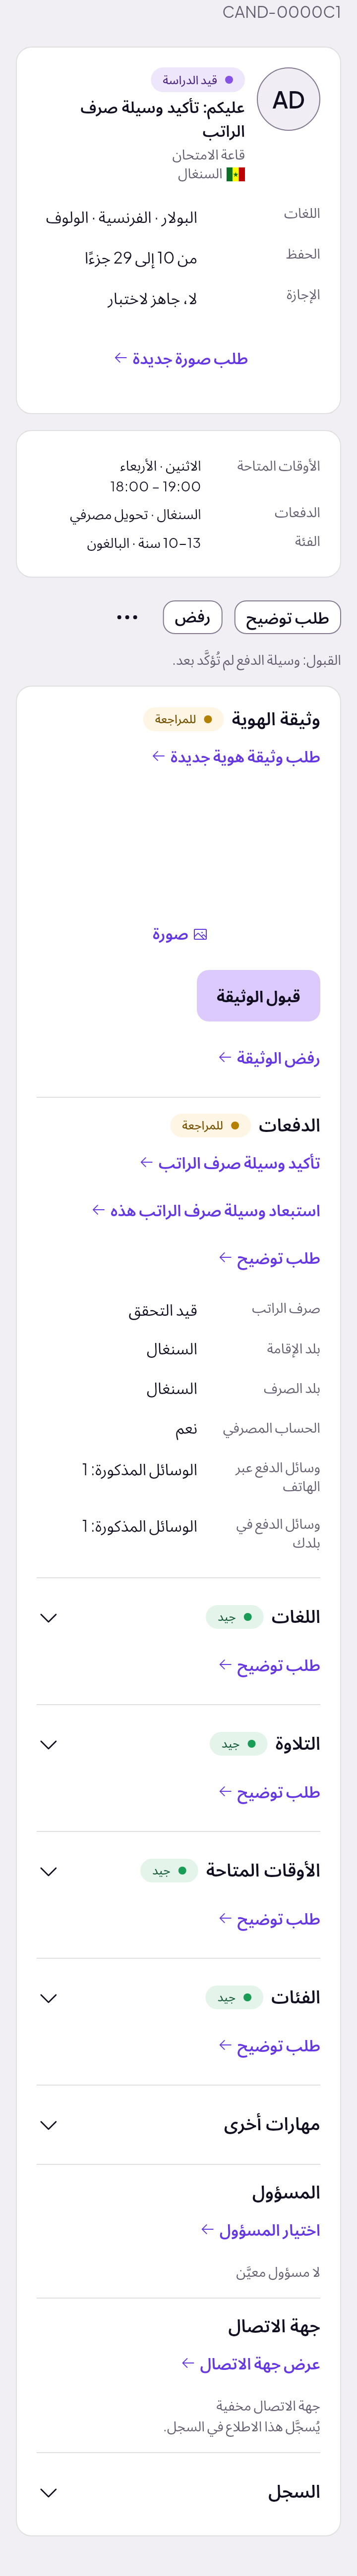 CAND-0000C1
AD
قيد الدراسة
عليكم: تأكيد وسيلة صرف
الراتب
قاعة الامتحان
السنغال
اللغات
البولار · الفرنسية · الولوف
الحفظ
من 10 إلى 29 جزءًا
الإجازة
لا، جاهز لاختبار
طلب صورة جديدة ←
الأوقات المتاحة
الاثنين · الأربعاء
18:00 – 19:00
الدفعات
السنغال · تحويل مصرفي
الفئة
10–13 سنة · البالغون
طلب توضيح
رفض
•••
القبول: وسيلة الدفع لم تُؤكَّد بعد.
وثيقة الهوية
للمراجعة
طلب وثيقة هوية جديدة ←
صورة
قبول الوثيقة
رفض الوثيقة ←
الدفعات
للمراجعة
تأكيد وسيلة صرف الراتب ←
استبعاد وسيلة صرف الراتب هذه ←
طلب توضيح ←
صرف الراتب
قيد التحقق
بلد الإقامة
السنغال
بلد الصرف
السنغال
الحساب المصرفي
نعم
وسائل الدفع عبر
الهاتف
الوسائل المذكورة: 1
وسائل الدفع في
بلدك
الوسائل المذكورة: 1
اللغات
جيد
طلب توضيح ←
التلاوة
جيد
طلب توضيح ←
الأوقات المتاحة
جيد
طلب توضيح ←
الفئات
جيد
طلب توضيح ←
مهارات أخرى
المسؤول
اختيار المسؤول ←
لا مسؤول معيَّن
جهة الاتصال
عرض جهة الاتصال ←
جهة الاتصال مخفية
يُسجَّل هذا الاطلاع في السجل.
السجل